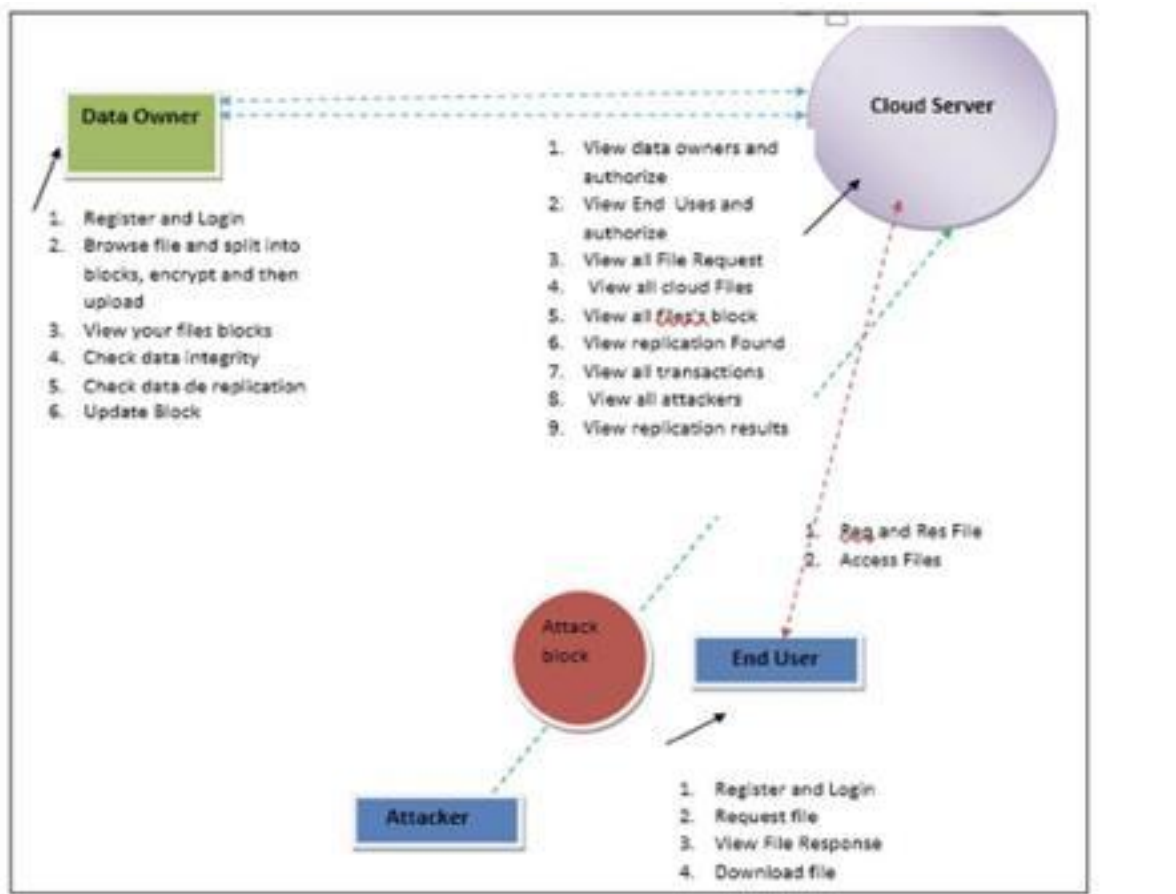 Data Owner
Cloud Server
1. Register and Login
2. Browse file and split into
blocks, encrypt and then
upload
3. View your files blocks
4. Check data integrity
5. Check data de replication
6. Update Block
1. View data owners and
authorize
2. View End Uses and
authorize
3. View all File Request
4. View all cloud Files
5. View all files's block
6. View replication Found
7. View all transactions
8. View all attackers
9. View replication results
1. Req and Res File
2. Access Files
Attack
block
End User
Attacker
1. Register and Login
2. Request file
3. View File Response
4. Download file